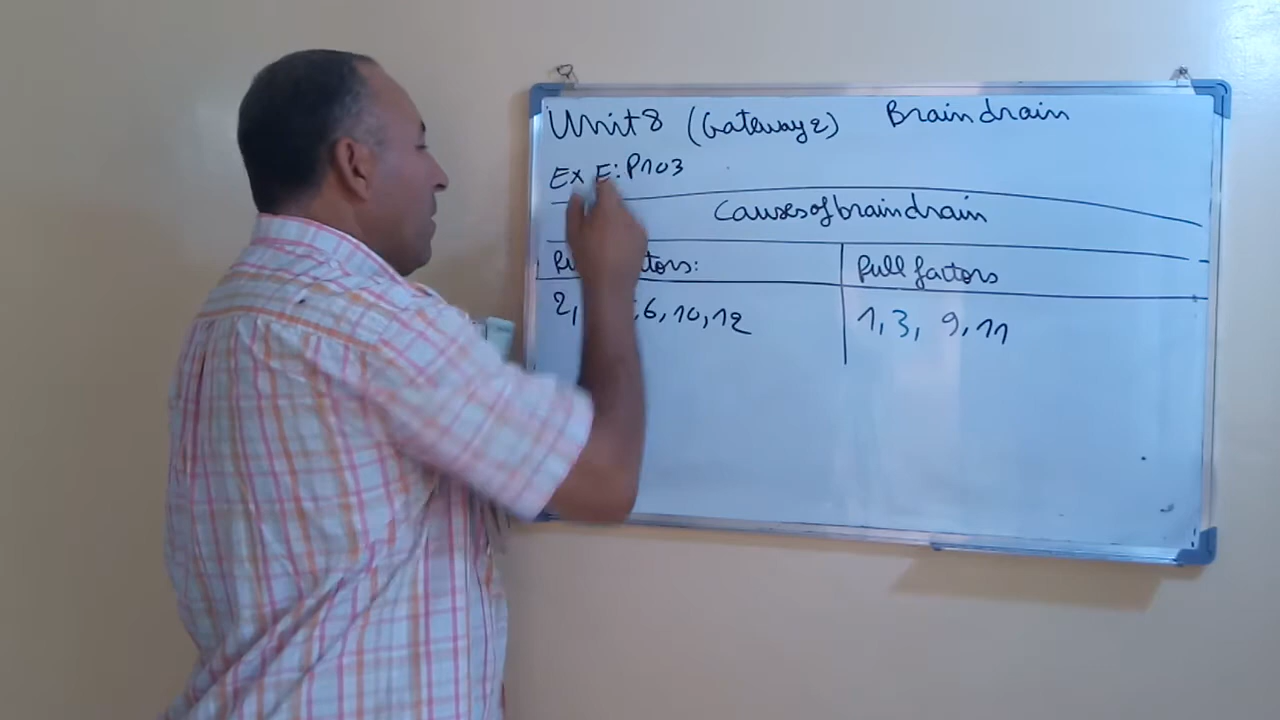 Unit 8 (Gateway 2) Brain drain
Ex E: P103
Causes of brain drain
Pull factors
2, 6, 10, 12 1, 3, 9, 11